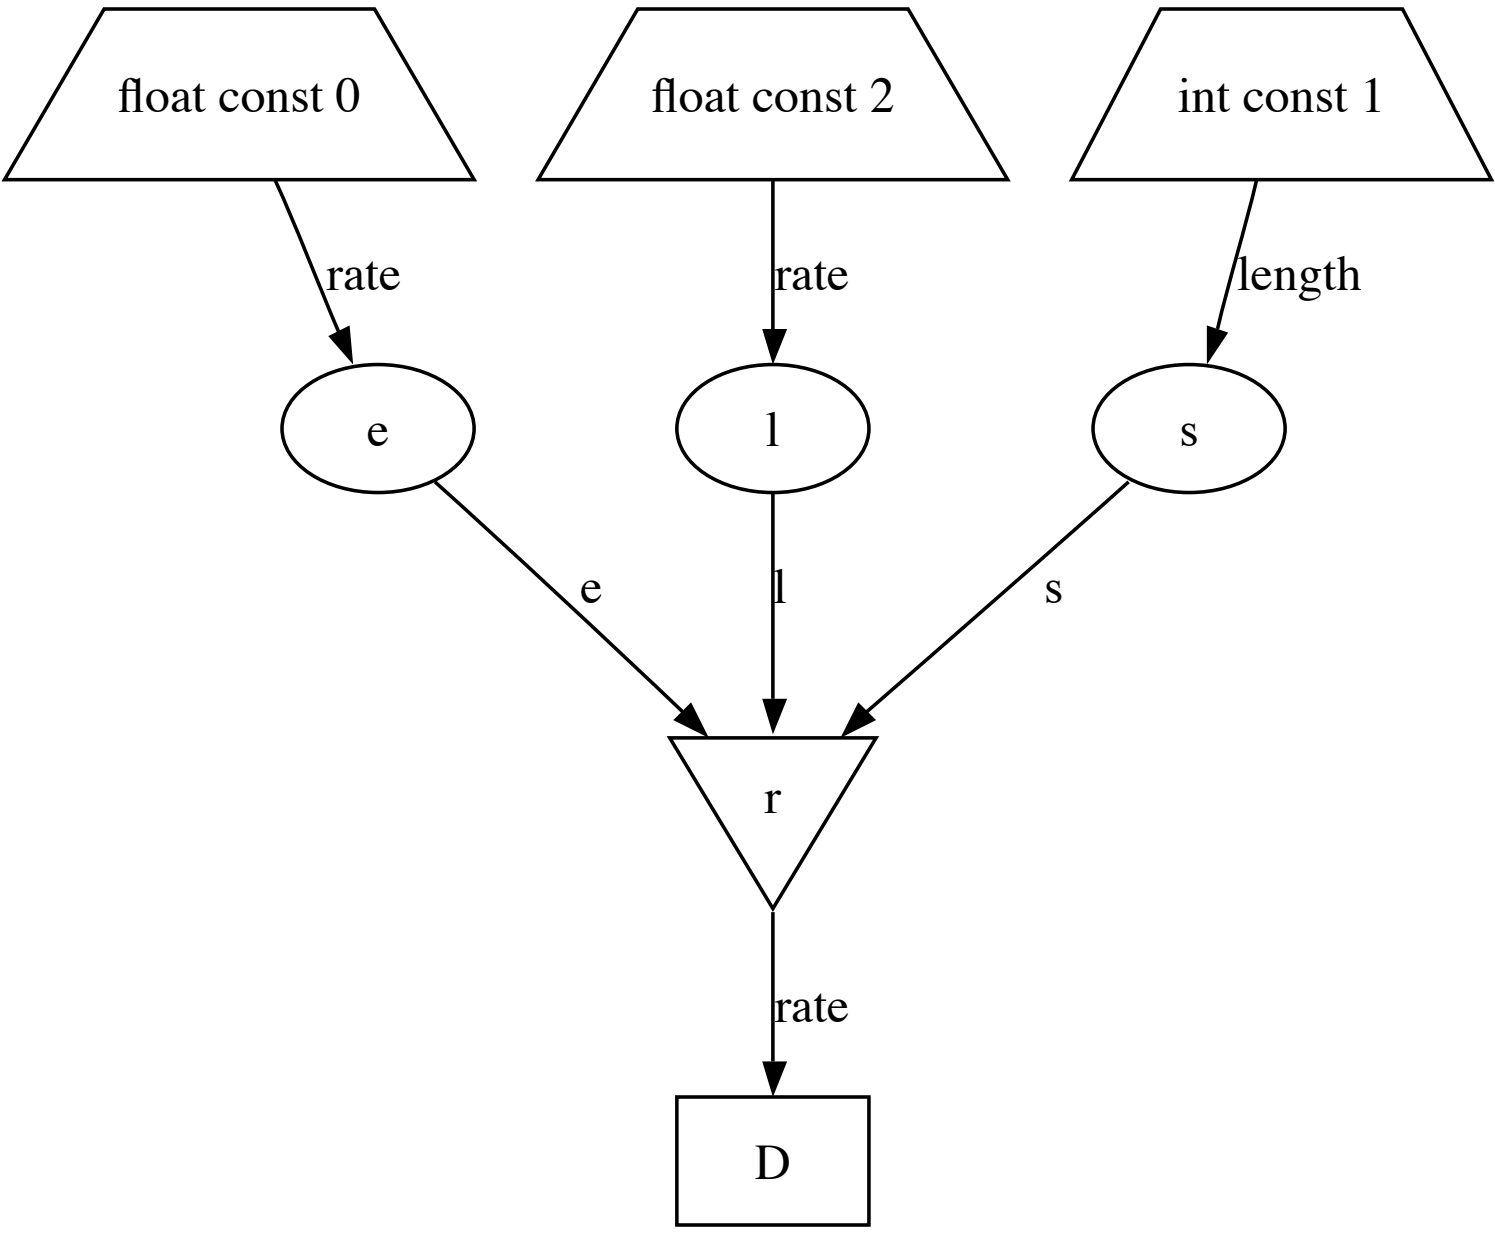 float const 0
float const 2
int const 1
rate
rate
length
e
l
s
e
l
s
r
rate
D